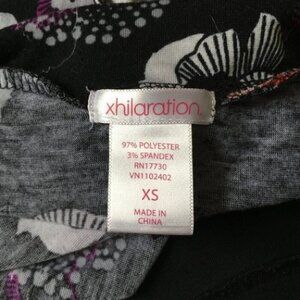 xhilaration.
97% POLYESTER
3% SPANDEX
RN17730
VN1102402
XS
MADE IN
CHINA